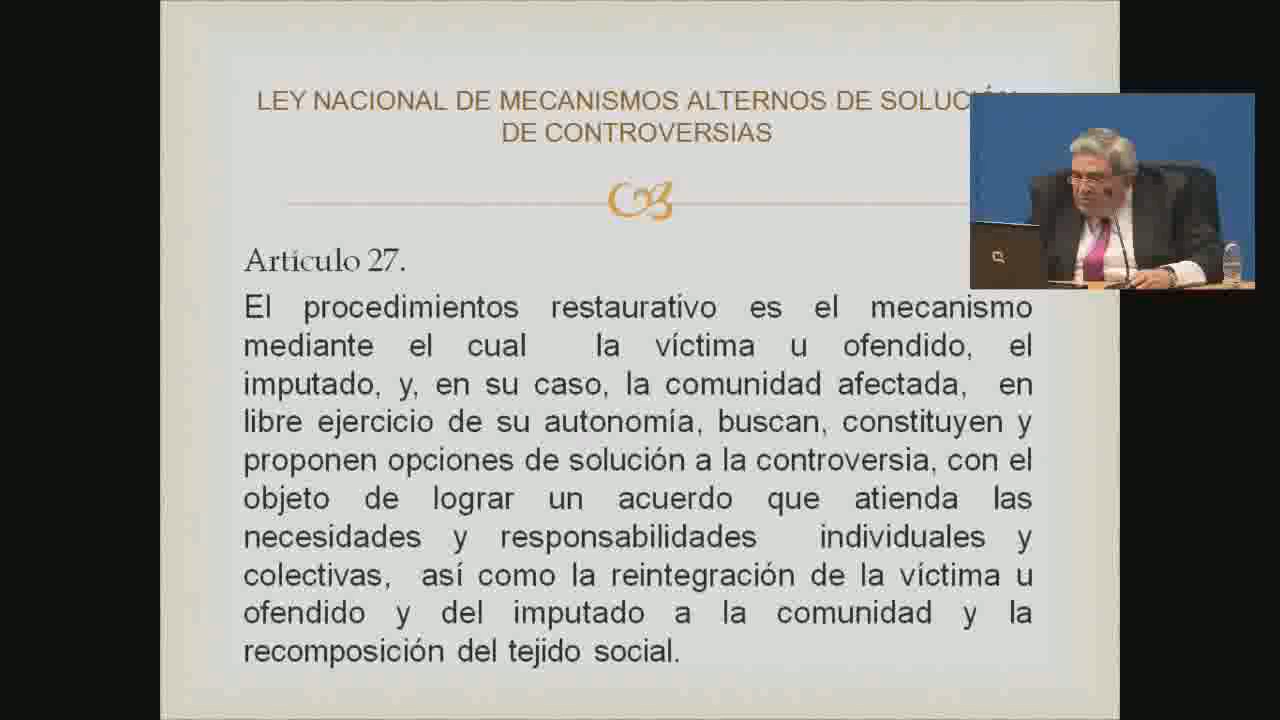 LEY NACIONAL DE MECANISMOS ALTERNOS DE SOLUCIÓN
DE CONTROVERSIAS
Artículo 27.
El procedimientos restaurativo es el mecanismo
mediante el cual la víctima u ofendido, el
imputado, y, en su caso, la comunidad afectada, en
libre ejercicio de su autonomía, buscan, constituyen y
proponen opciones de solución a la controversia, con el
objeto de lograr un acuerdo que atienda las
necesidades y responsabilidades individuales y
colectivas, así como la reintegración de la víctima u
ofendido y del imputado a la comunidad y la
recomposición del tejido social.